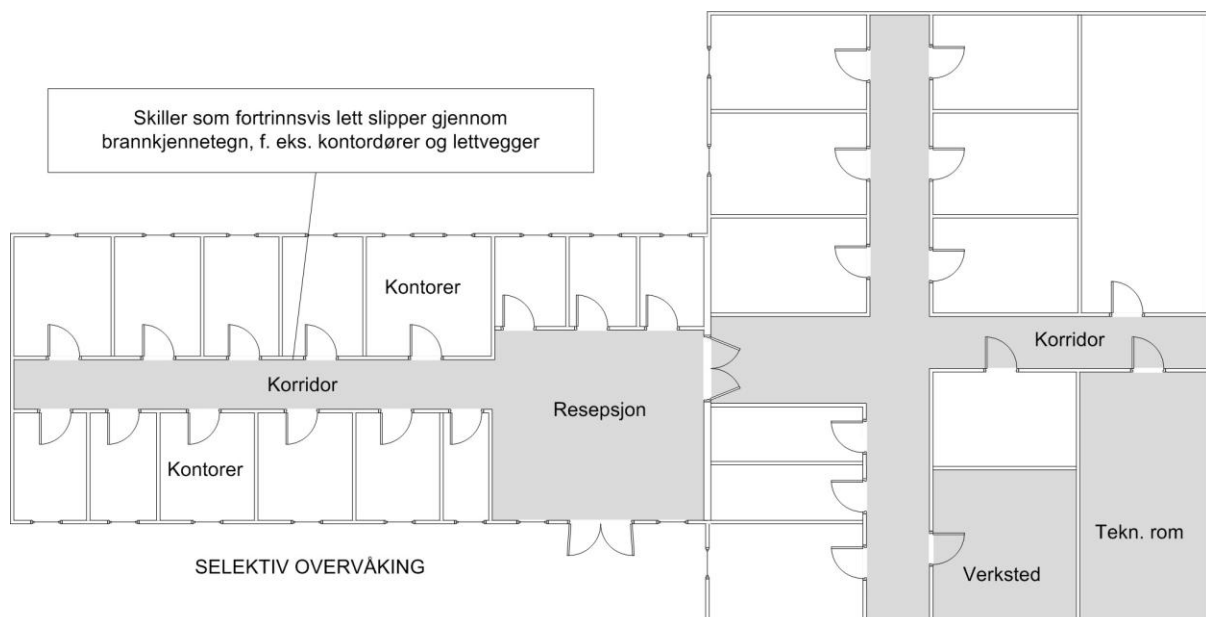 Skiller som fortrinnsvis lett slipper gjennom
brannkjennetegn, f. eks. kontordører og lettvegger
Kontorer
Korridor
Korridor
Resepsjon
Kontorer
Tekn. rom
Verksted
SELEKTIV OVERVÅKING